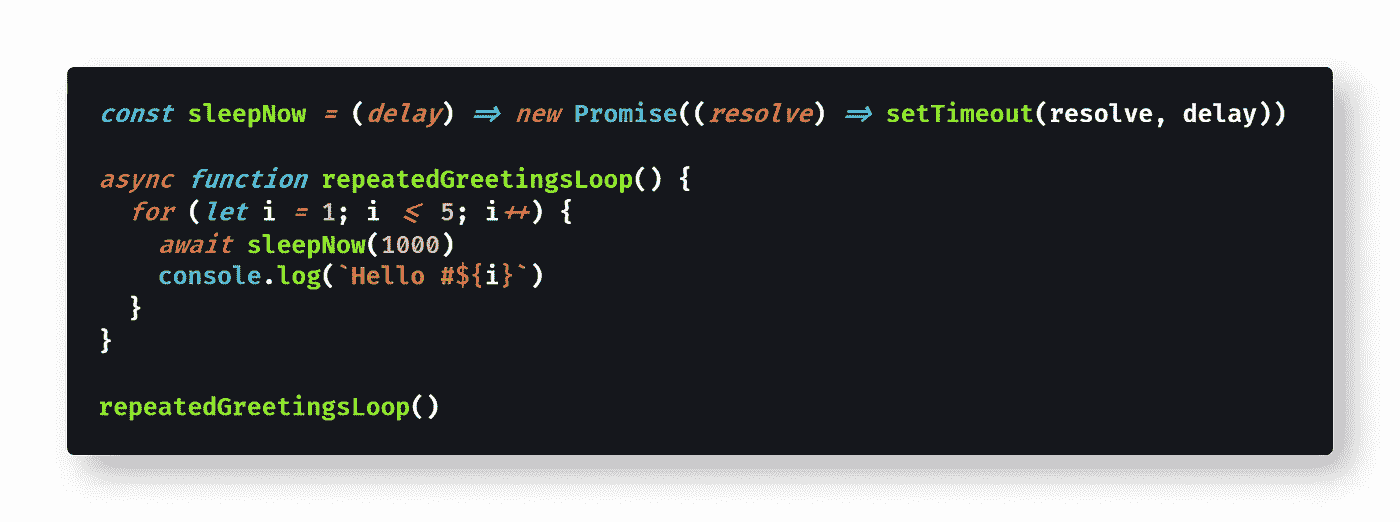 const sleepNow = (delay) => new Promise((resolve) => setTimeout(resolve, delay))
async function repeatedGreetingsLoop() {
for (let i = 1; i <= 5; i++) {
await sleepNow(1000)
console.log(`Hello #${i}`)
}
}
repeatedGreetingsLoop()